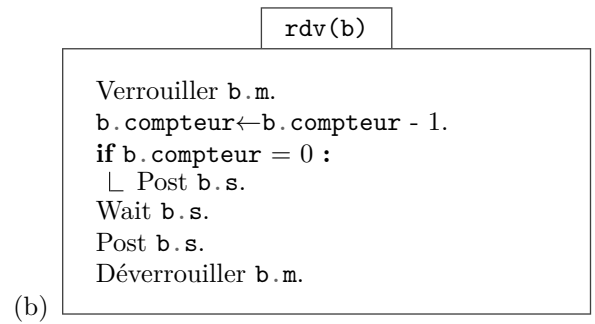 rdv(b)
Verrouiller b.m.
b.compteur←b.compteur - 1.
if b.compteur = 0 :
Post b.s.
Wait b.s.
Post b.s.
Déverrouiller b.m.
(b)